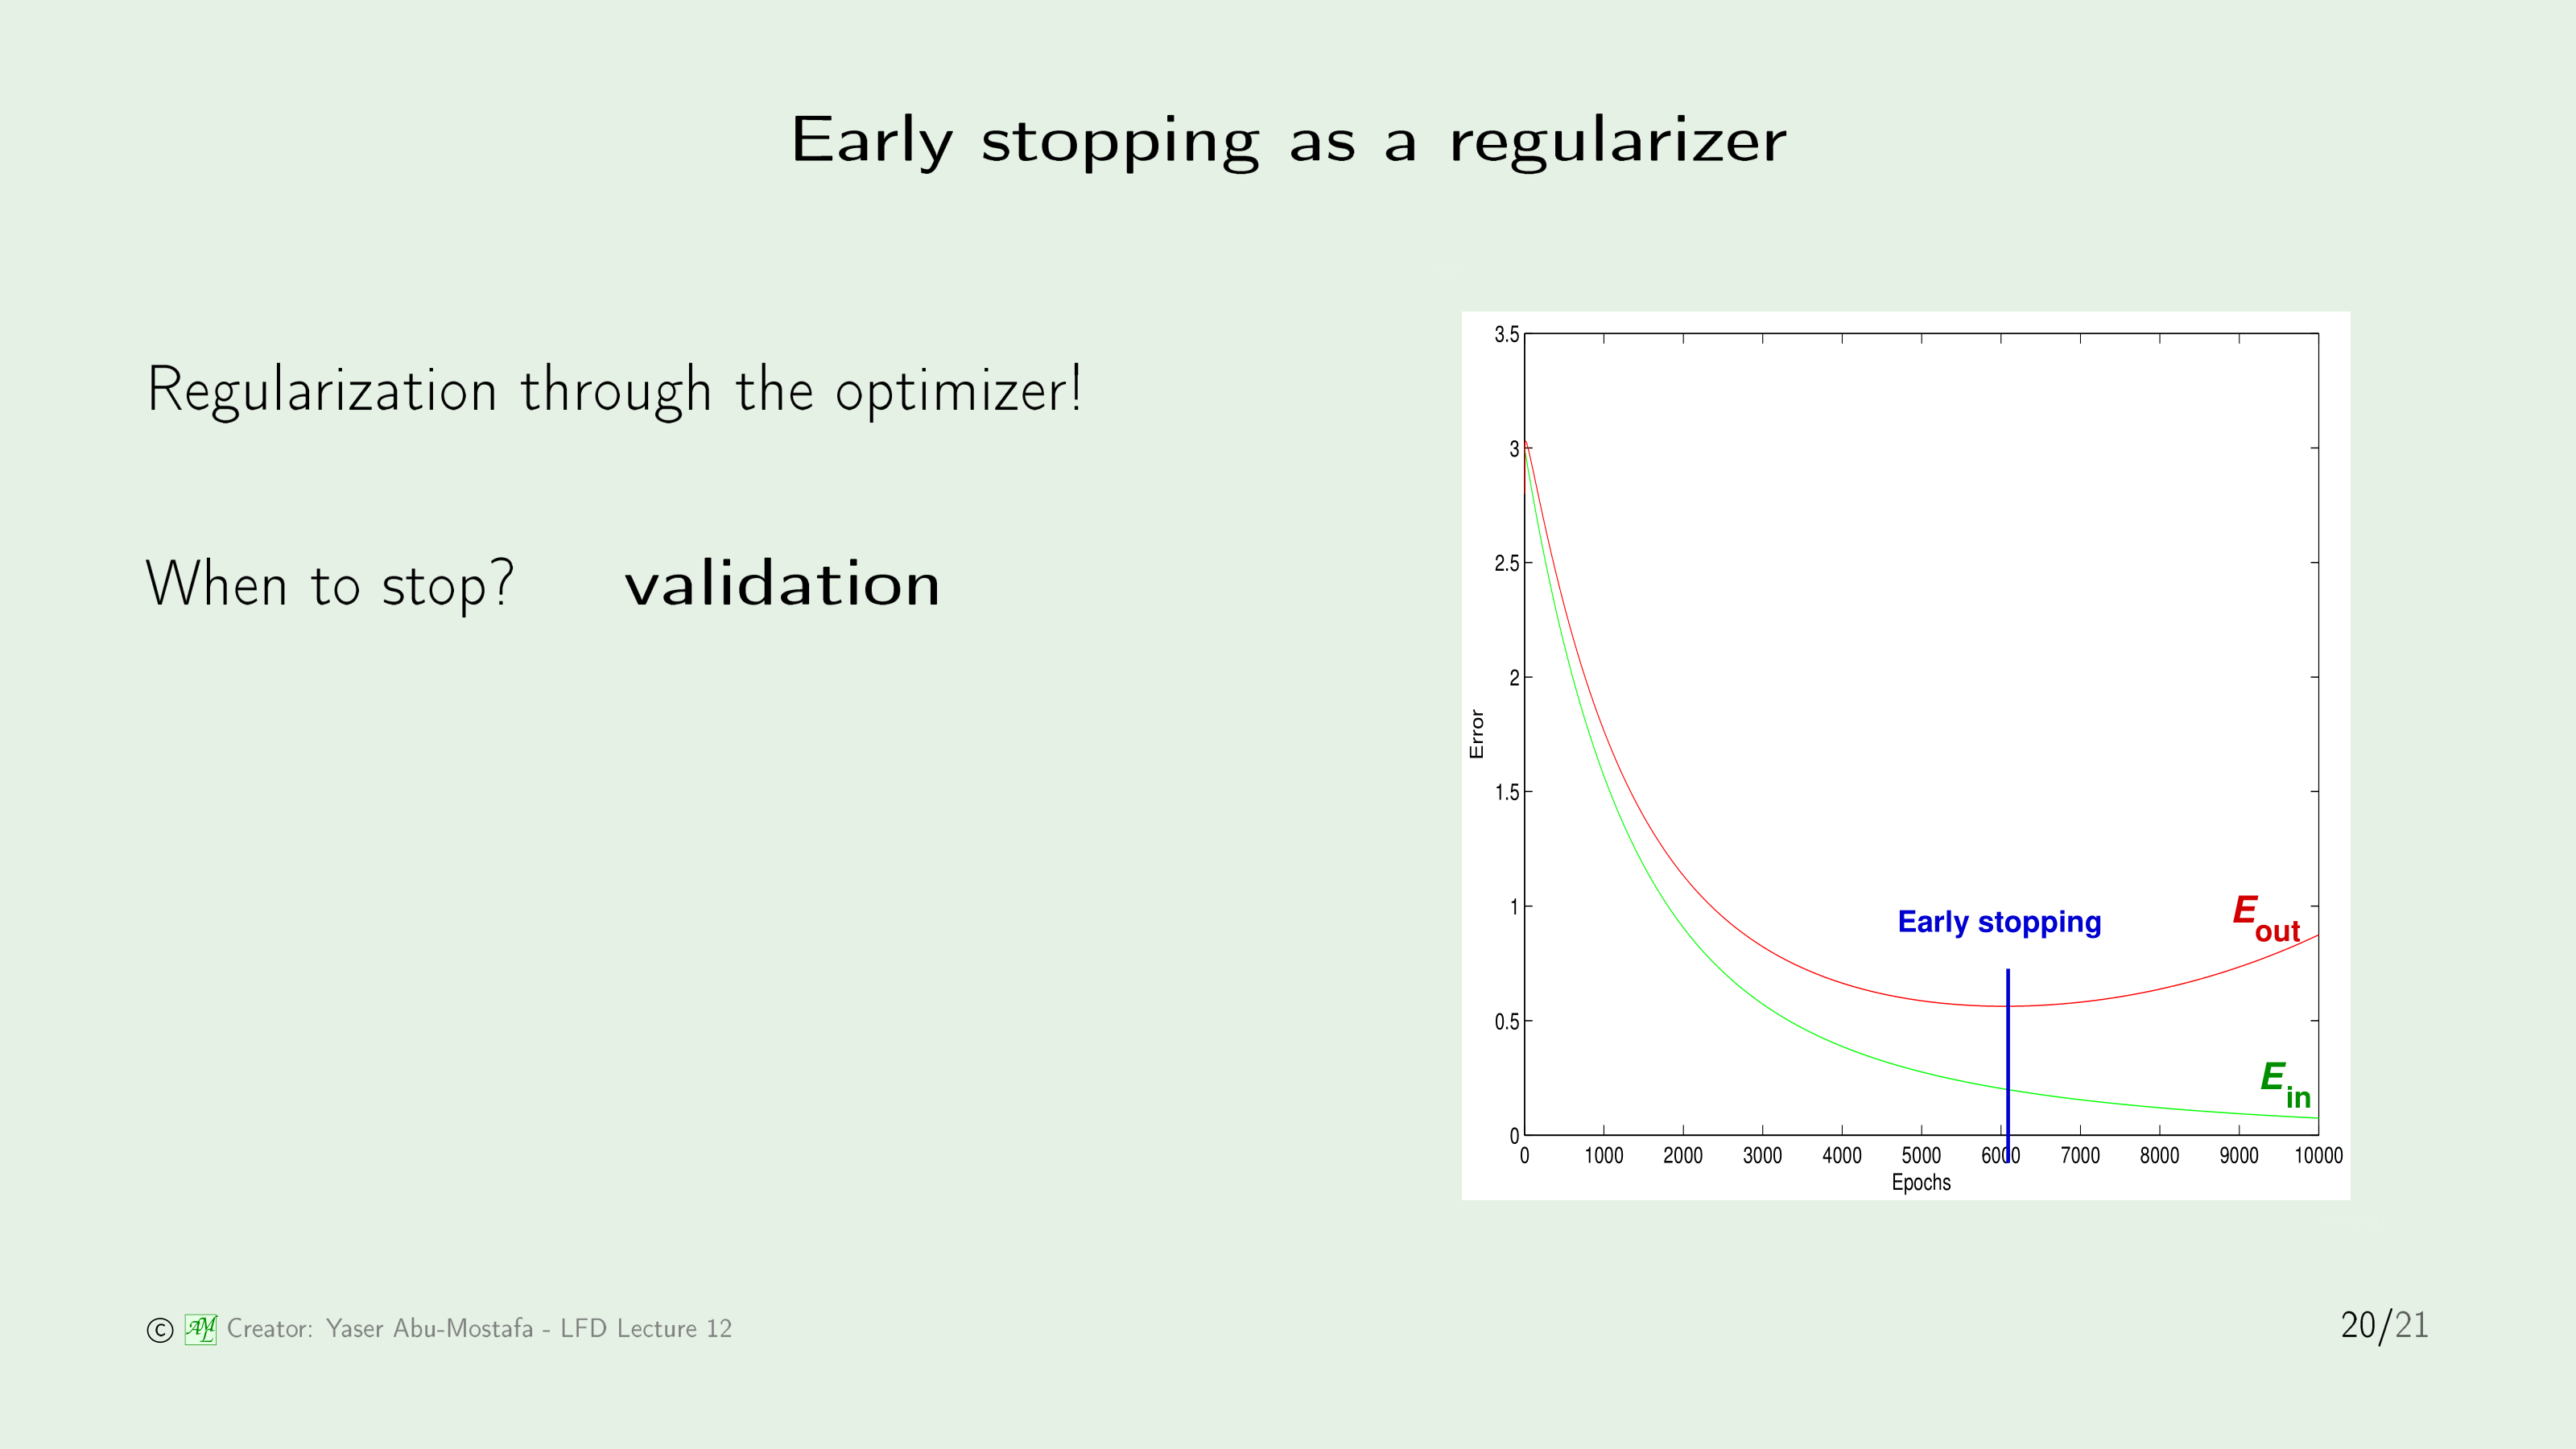 Early stopping as a regularizer
Regularization through the optimizer!
When to stop? validation
3.5
3
2.5
2
1.5
1
0.5
0
Error
Early stopping
E out
E in
0 1000 2000 3000 4000 5000 6000 7000 8000 9000 10000
Epochs
© AML Creator: Yaser Abu-Mostafa - LFD Lecture 12
20/21